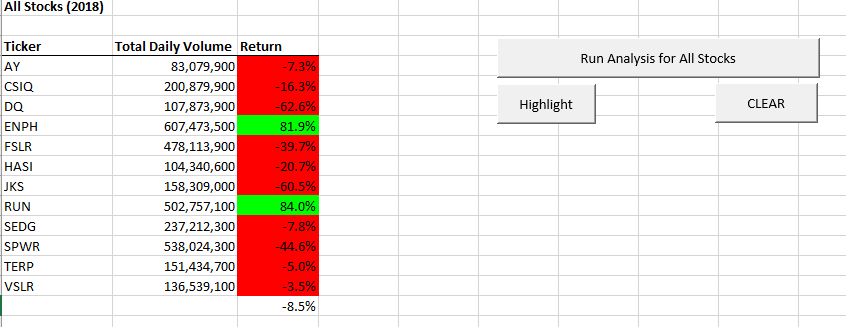 All Stocks (2018)
Ticker Total Daily Volume Return
AY 83,079,900 -7.3%
CSIQ 200,879,900 -16.3%
DQ 107,873,900 -62.6%
ENPH 607,473,500 81.9%
FSLR 478,113,900 -39.7%
HASI 104,340,600 -20.7%
JKS 158,309,000 -60.5%
RUN 502,757,100 84.0%
SEDG 237,212,300 -7.8%
SPWR 538,024,300 -44.6%
TERP 151,434,700 -5.0%
VSLR 136,539,100 -3.5%
-8.5%
Run Analysis for All Stocks
Highlight
CLEAR